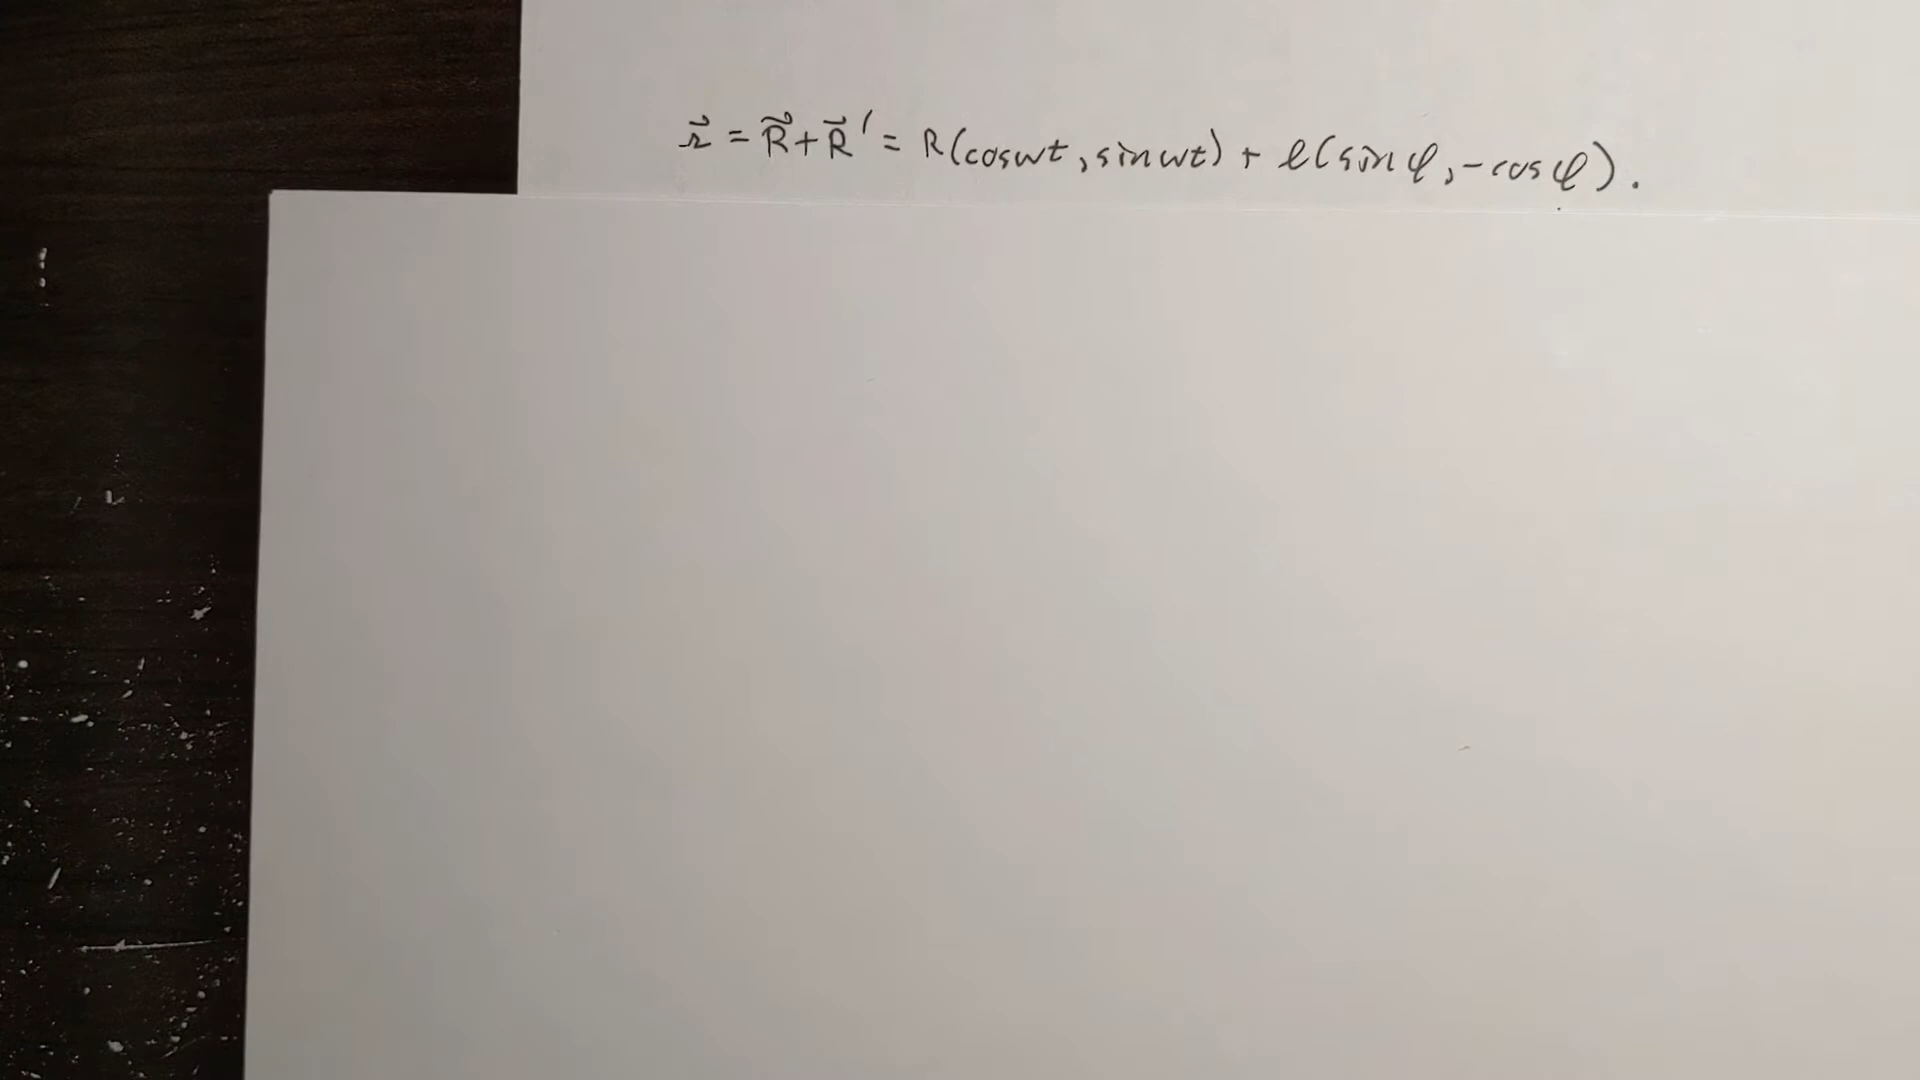 r⃗ = R⃗ + R⃗' = R(cosωt, sinωt) + ℓ(sinφ, -cosφ).